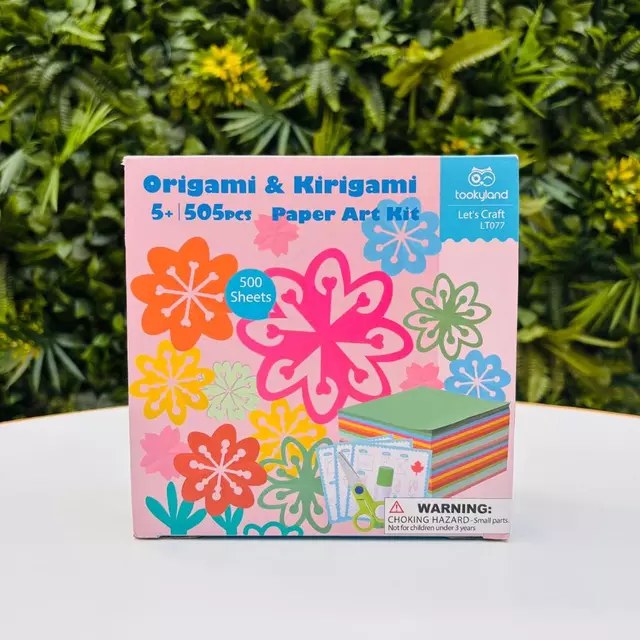 Origami & Kirigami
5+ | 505PCS Paper Art Kit
tookyland
Let's Craft
LT077
500
Sheets
WARNING:
CHOKING HAZARD - Small parts.
Not for children under 3 years